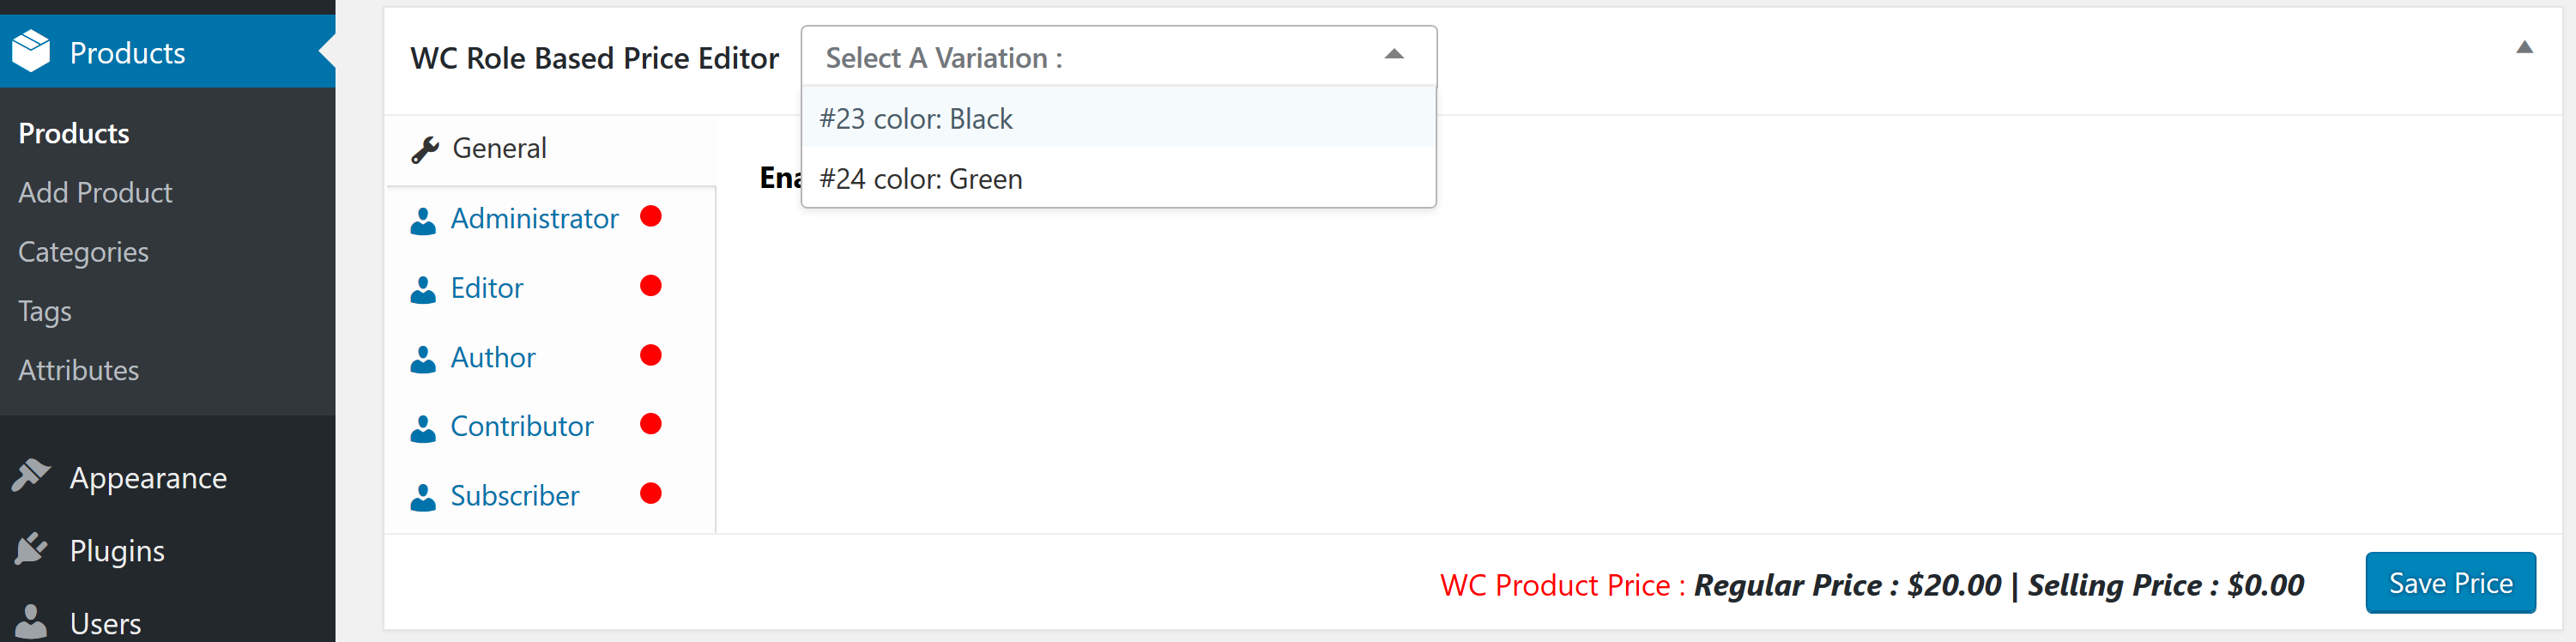 Products
Products
Add Product
Categories
Tags
Attributes
Appearance
Plugins
Users
WC Role Based Price Editor
Select A Variation :
#23 color: Black
#24 color: Green
General
Administrator
Editor
Author
Contributor
Subscriber
WC Product Price : Regular Price : $20.00 | Selling Price : $0.00
Save Price